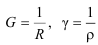 G = 1/R, γ = 1/ρ